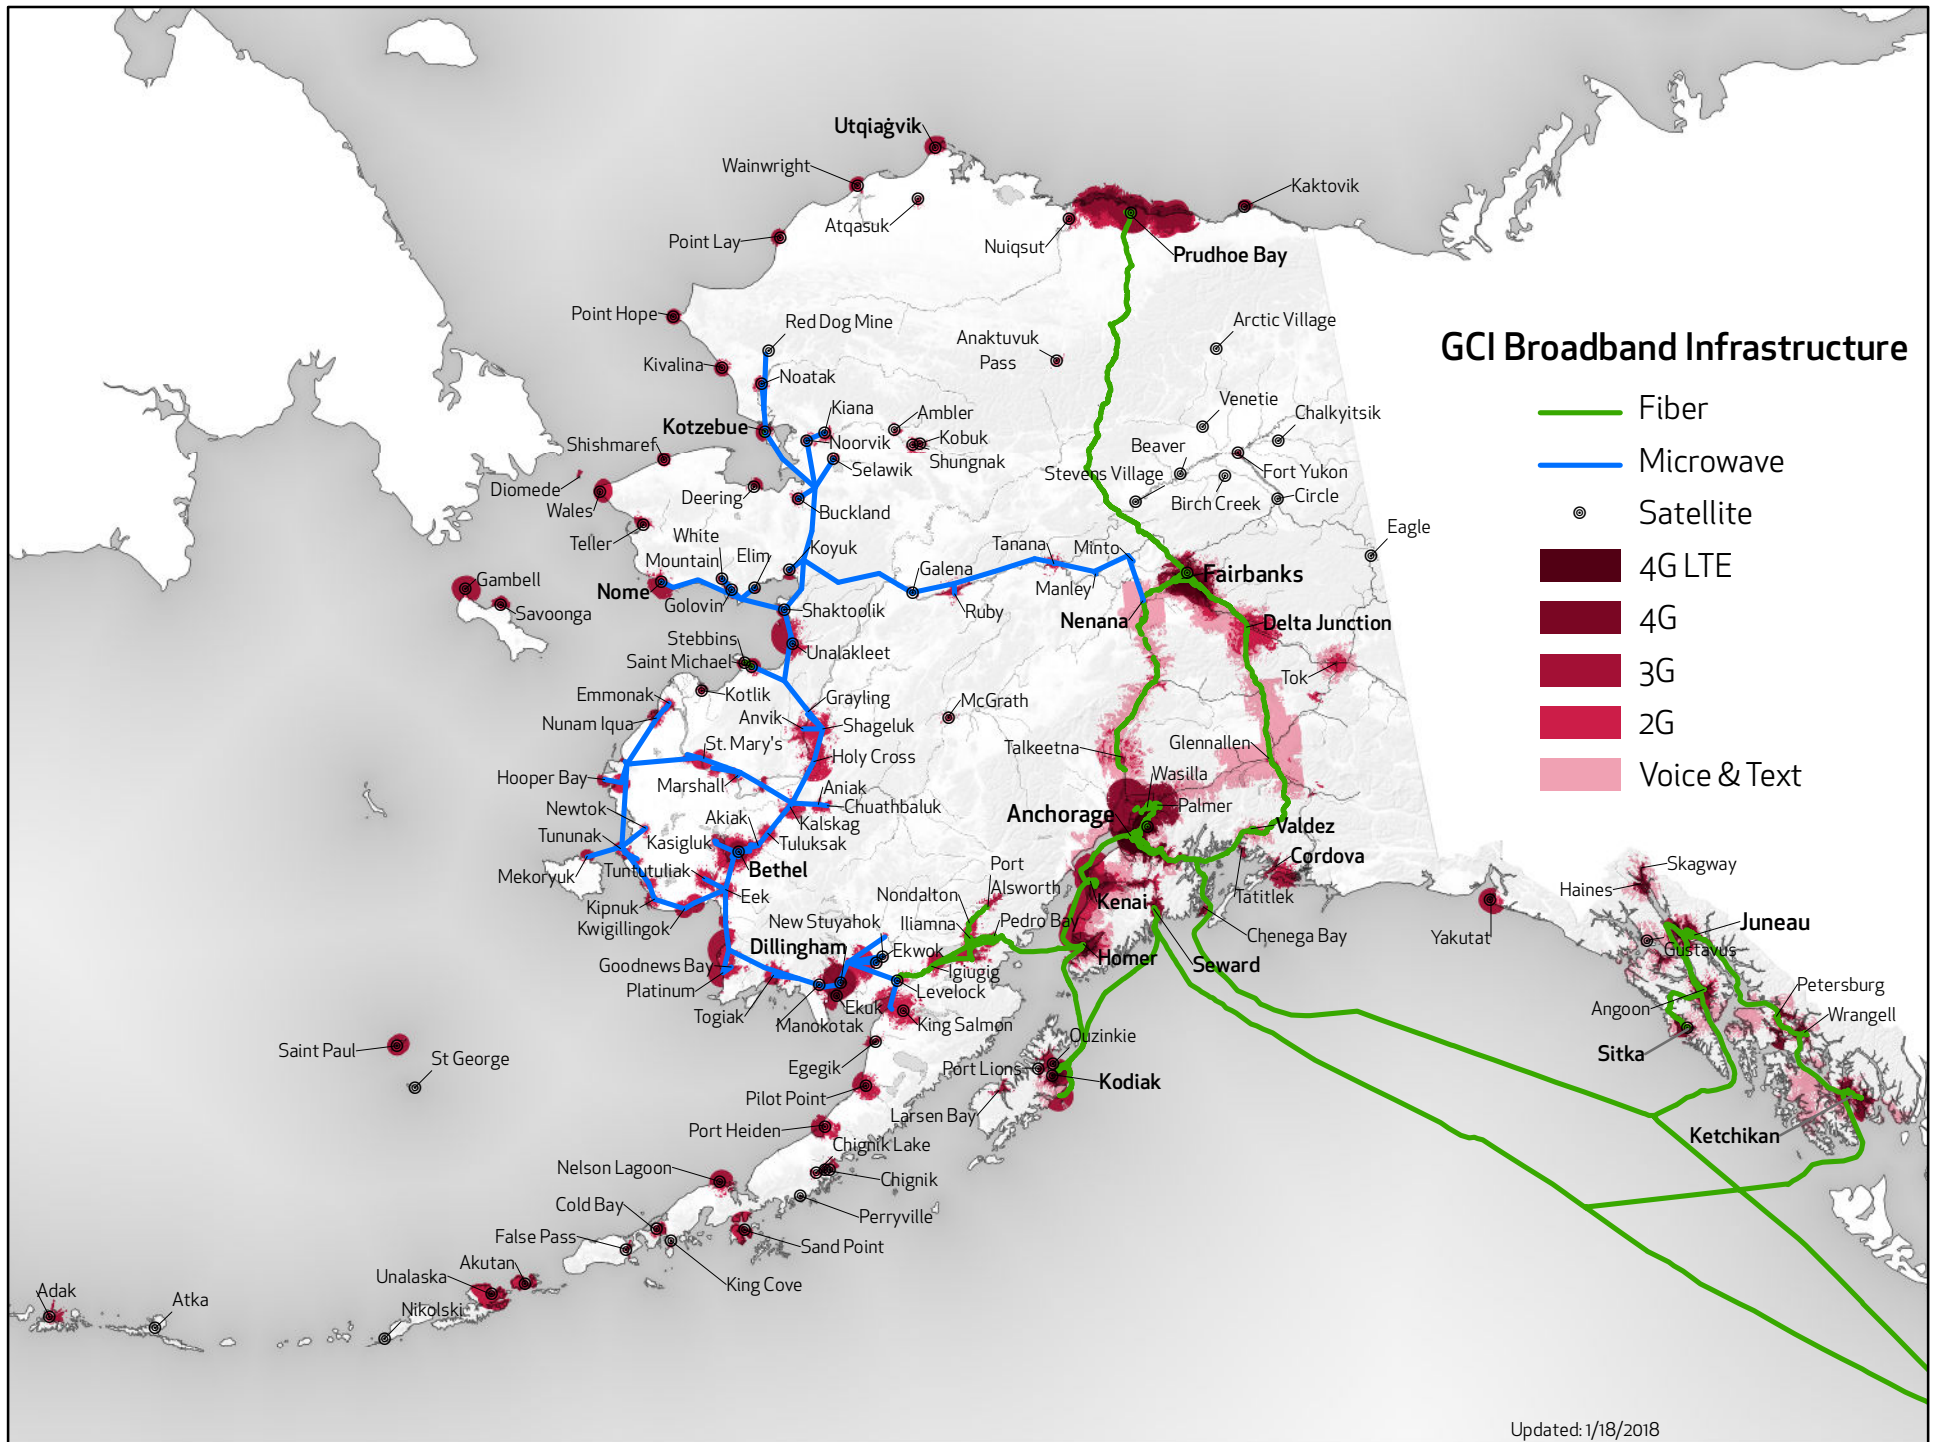 Utqiaġvik
Wainwright
Kaktovik
Atqasuk
Point Lay
Nuiqsut
Prudhoe Bay
Point Hope
Red Dog Mine
Arctic Village
Anaktuvuk
Pass
GCI Broadband Infrastructure
Kivalina
Noatak
Fiber
Kiana
Ambler
Venetie
Chalkyitsik
Kotzebue
Noorvik
Kobuk
Beaver
Shishmaref
Selawik
Shungnak
Microwave
Stevens Village
Fort Yukon
Diomede
Deering
Birch Creek
Circle
Wales
Buckland
Satellite
Eagle
Teller
White
Mountain
Elim
Koyuk
Tanana
Minto
4G LTE
Gambell
Galena
Fairbanks
Nome
Golovin
Manley
Savoonga
Shaktoolik
Ruby
Nenana
Delta Junction
4G
Stebbins
Saint Michael
Unalakleet
Tok
3G
Emmonak
Kotlik
Grayling
McGrath
Nunam Iqua
Anvik
Shageluk
2G
St. Mary's
Talkeetna
Glennallen
Holy Cross
Wasilla
Voice & Text
Hooper Bay
Marshall
Aniak
Chuathbaluk
Palmer
Newtok
Akiak
Kalskag
Anchorage
Valdez
Tununak
Kasigluk
Tuluksak
Cordova
Mekoryuk
Tuntutuliak
Bethel
Port
Alsworth
Skagway
Haines
Eek
Nondalton
Kenai
Tatitlek
Kipnuk
New Stuyahok
Iliamna
Pedro Bay
Kwigillingok
Dillingham
Ekwok
Chenega Bay
Yakutat
Juneau
Gustavus
Goodnews Bay
Igiugig
Homer
Seward
Platinum
Levelock
Petersburg
Togiak
Ekuk
Angoon
Manokotak
King Salmon
Wrangell
Saint Paul
Ouzinkie
Sitka
St George
Egegik
Port Lions
Kodiak
Pilot Point
Larsen Bay
Port Heiden
Chignik Lake
Ketchikan
Nelson Lagoon
Chignik
Cold Bay
Perryville
False Pass
Sand Point
Akutan
Unalaska
King Cove
Adak
Atka
Nikolski
Updated: 1/18/2018